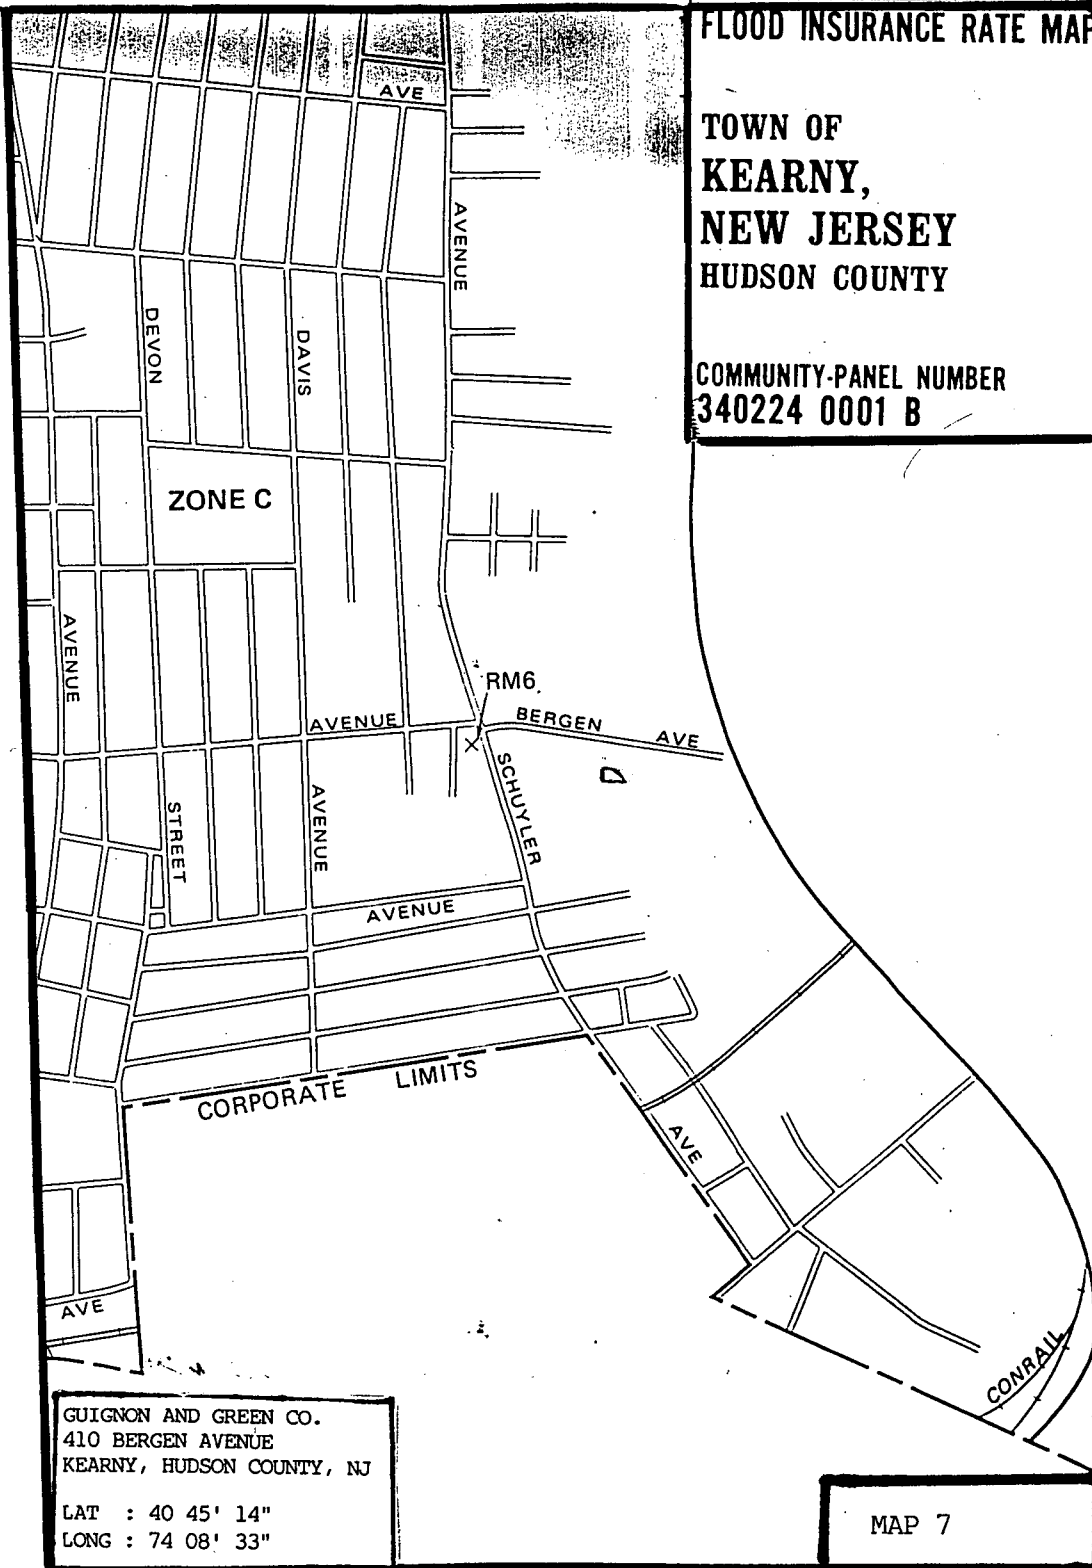 FLOOD INSURANCE RATE MAP
TOWN OF
KEARNY,
NEW JERSEY
HUDSON COUNTY
COMMUNITY-PANEL NUMBER
340224 0001 B
AVE
AVENUE
DEVON
DAVIS
ZONE C
AVENUE
RM6
AVENUE
BERGEN AVE
SCHUYLER
STREET
AVENUE
AVENUE
CORPORATE LIMITS
AVE
AVE
CONRAIL
GUIGNON AND GREEN CO.
410 BERGEN AVENUE
KEARNY, HUDSON COUNTY, NJ
LAT : 40 45' 14"
LONG : 74 08' 33"
MAP 7